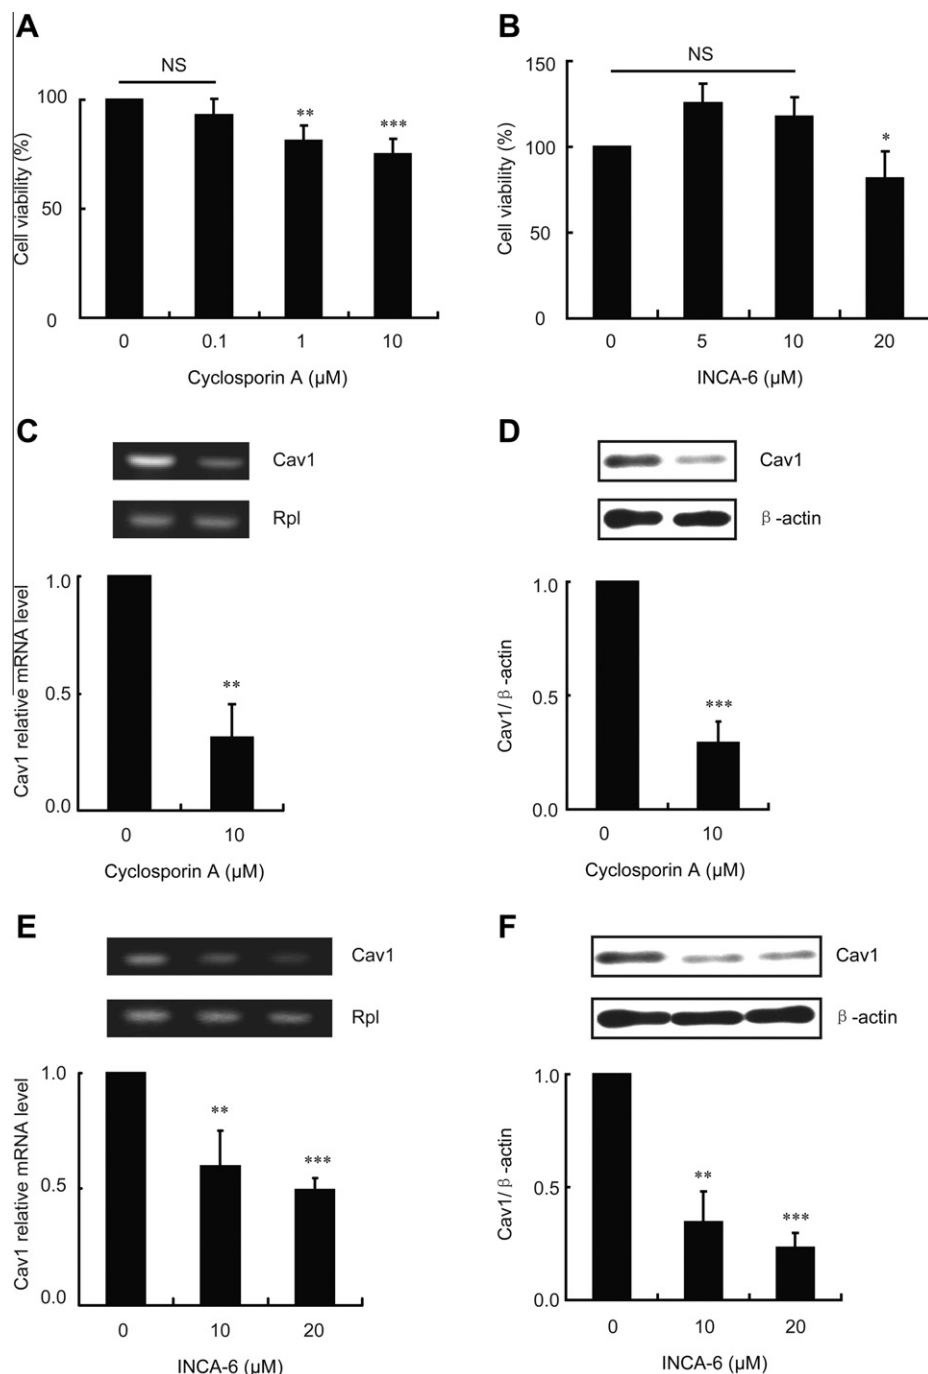 A
NS
**
***
100
50
0
Cell viability (%)
0 0.1 1 10
Cyclosporin A (µM)
B
NS
*
150
100
50
0
Cell viability (%)
0 5 10 20
INCA-6 (µM)
C
Cav1
Rpl
1.0
0.5
0.0
**
Cav1 relative mRNA level
0 10
Cyclosporin A (µM)
D
Cav1
β-actin
1.0
0.5
0.0
***
Cav1/β-actin
0 10
Cyclosporin A (µM)
E
Cav1
Rpl
1.0
0.5
0.0
**
***
Cav1 relative mRNA level
0 10 20
INCA-6 (µM)
F
Cav1
β-actin
1.0
0.5
0.0
**
***
Cav1/β-actin
0 10 20
INCA-6 (µM)